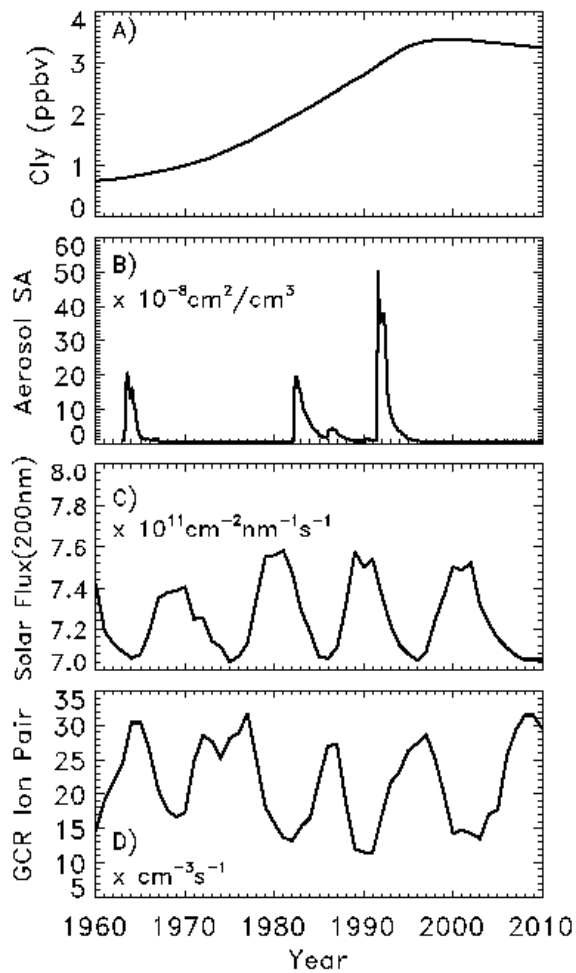 A)
Cly (ppbv)
4
3
2
1
0
B)
x 10⁻⁸cm²/cm³
Aerosol SA
60
50
40
30
20
10
0
C)
x 10¹¹cm⁻²nm⁻¹s⁻¹
Solar Flux(200nm)
8.0
7.8
7.6
7.4
7.2
7.0
GCR Ion Pair
35
30
25
20
15
10
5
D)
x cm⁻³s⁻¹
1960 1970 1980 1990 2000 2010
Year